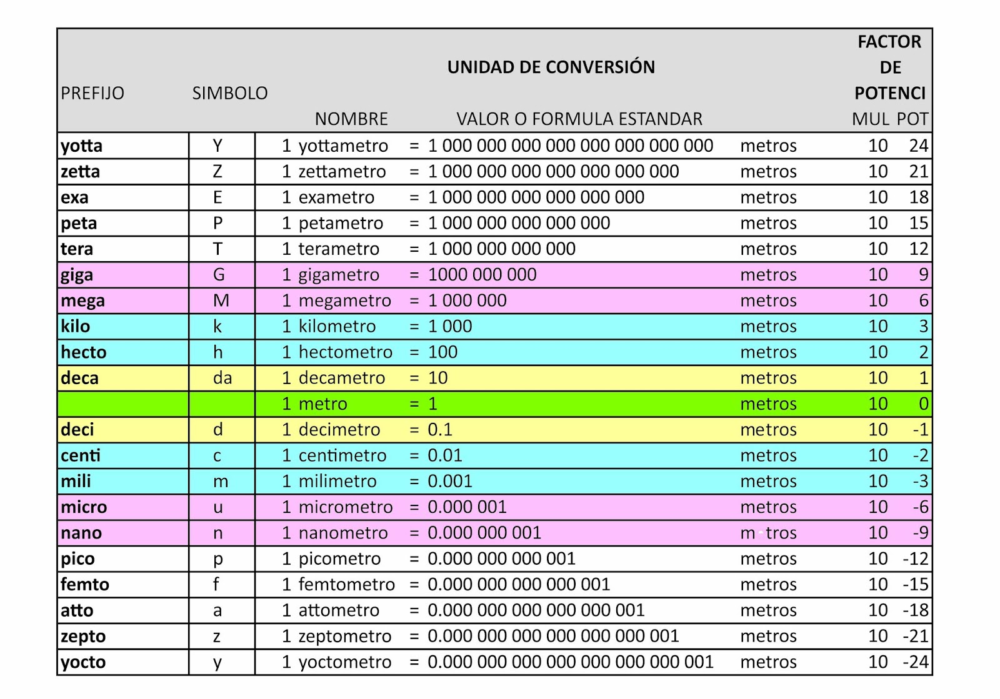 FACTOR
UNIDAD DE CONVERSIÓN DE
PREFIJO SIMBOLO POTENCI
NOMBRE VALOR O FORMULA ESTANDAR MUL POT
yotta Y 1 yottametro = 1 000 000 000 000 000 000 000 000 metros 10 24
zetta Z 1 zettametro = 1 000 000 000 000 000 000 000 metros 10 21
exa E 1 exametro = 1 000 000 000 000 000 000 metros 10 18
peta P 1 petametro = 1 000 000 000 000 000 metros 10 15
tera T 1 terametro = 1 000 000 000 000 metros 10 12
giga G 1 gigametro = 1000 000 000 metros 10 9
mega M 1 megametro = 1 000 000 metros 10 6
kilo k 1 kilometro = 1 000 metros 10 3
hecto h 1 hectometro = 100 metros 10 2
deca da 1 decametro = 10 metros 10 1
1 metro = 1 metros 10 0
deci d 1 decimetro = 0.1 metros 10 -1
centi c 1 centimetro = 0.01 metros 10 -2
mili m 1 milimetro = 0.001 metros 10 -3
micro u 1 micrometro = 0.000 001 metros 10 -6
nano n 1 nanometro = 0.000 000 001 m tros 10 -9
pico p 1 picometro = 0.000 000 000 001 metros 10 -12
femto f 1 femtometro = 0.000 000 000 000 001 metros 10 -15
atto a 1 attometro = 0.000 000 000 000 000 001 metros 10 -18
zepto z 1 zeptometro = 0.000 000 000 000 000 000 001 metros 10 -21
yocto y 1 yoctometro = 0.000 000 000 000 000 000 000 001 metros 10 -24